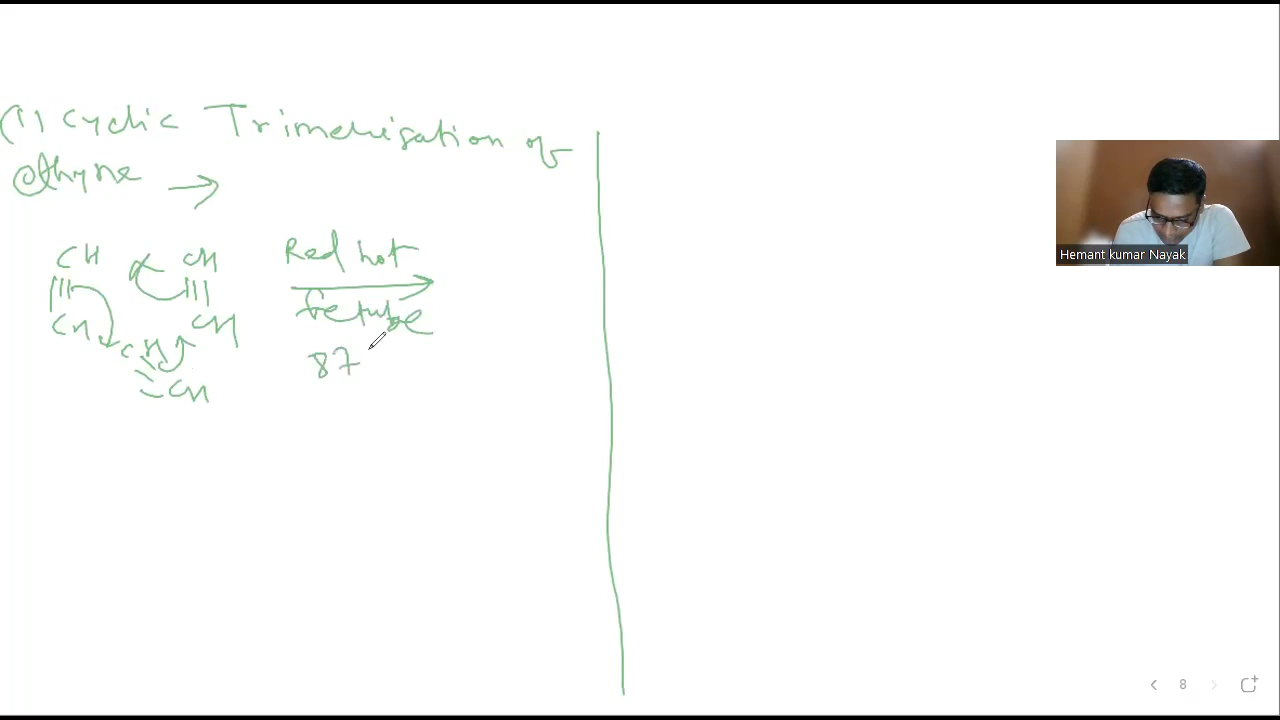 (1) Cyclic Trimerisation of
ethyne →
CH CH
||| |||
CH CH
CH
≡
CH
Red hot
Fe tube
87
Hemant kumar Nayak
8